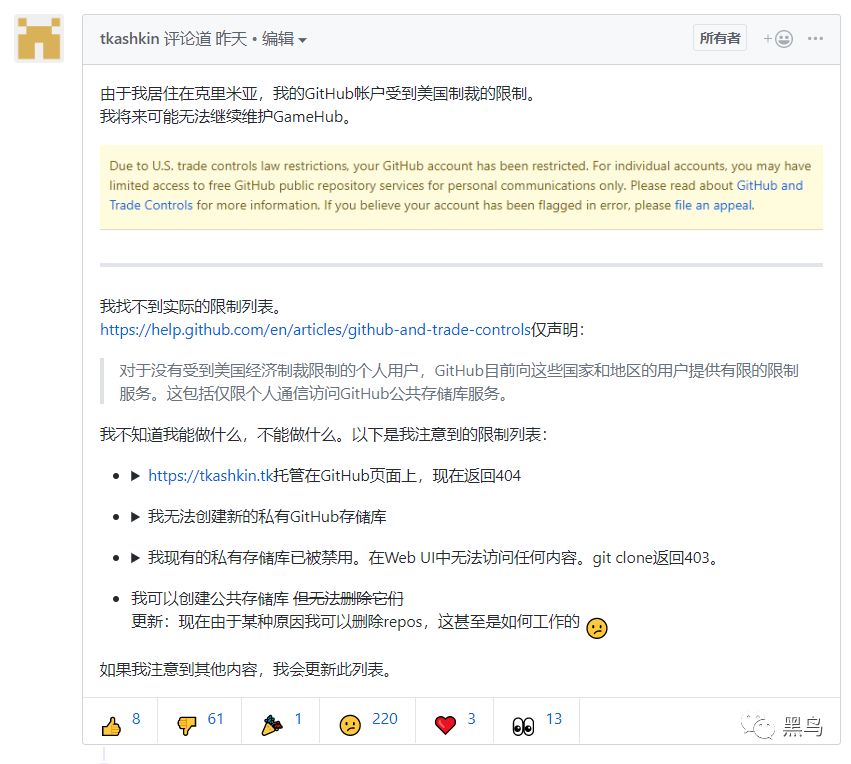 tkashkin 评论道 昨天 • 编辑
所有者
由于我居住在克里米亚，我的GitHub帐户受到美国制裁的限制。
我将来可能无法继续维护GameHub。
Due to U.S. trade controls law restrictions, your GitHub account has been restricted. For individual accounts, you may have
limited access to free GitHub public repository services for personal communications only. Please read about GitHub and
Trade Controls for more information. If you believe your account has been flagged in error, please file an appeal.
我找不到实际的限制列表。
https://help.github.com/en/articles/github-and-trade-controls仅声明：
对于没有受到美国经济制裁限制的个人用户，GitHub目前向这些国家和地区的用户提供有限的限制
服务。这包括仅限个人通信访问GitHub公共存储库服务。
我不知道我能做什么，不能做什么。以下是我注意到的限制列表：
https://tkashkin.tk托管在GitHub页面上，现在返回404
我无法创建新的私有GitHub存储库
我现有的私有存储库已被禁用。在Web UI中无法访问任何内容。git clone返回403。
我可以创建公共存储库 但无法删除它们
更新：现在由于某种原因我可以删除repos，这甚至是如何工作的
如果我注意到其他内容，我会更新此列表。
8 61 1 220 3 13
黑鸟